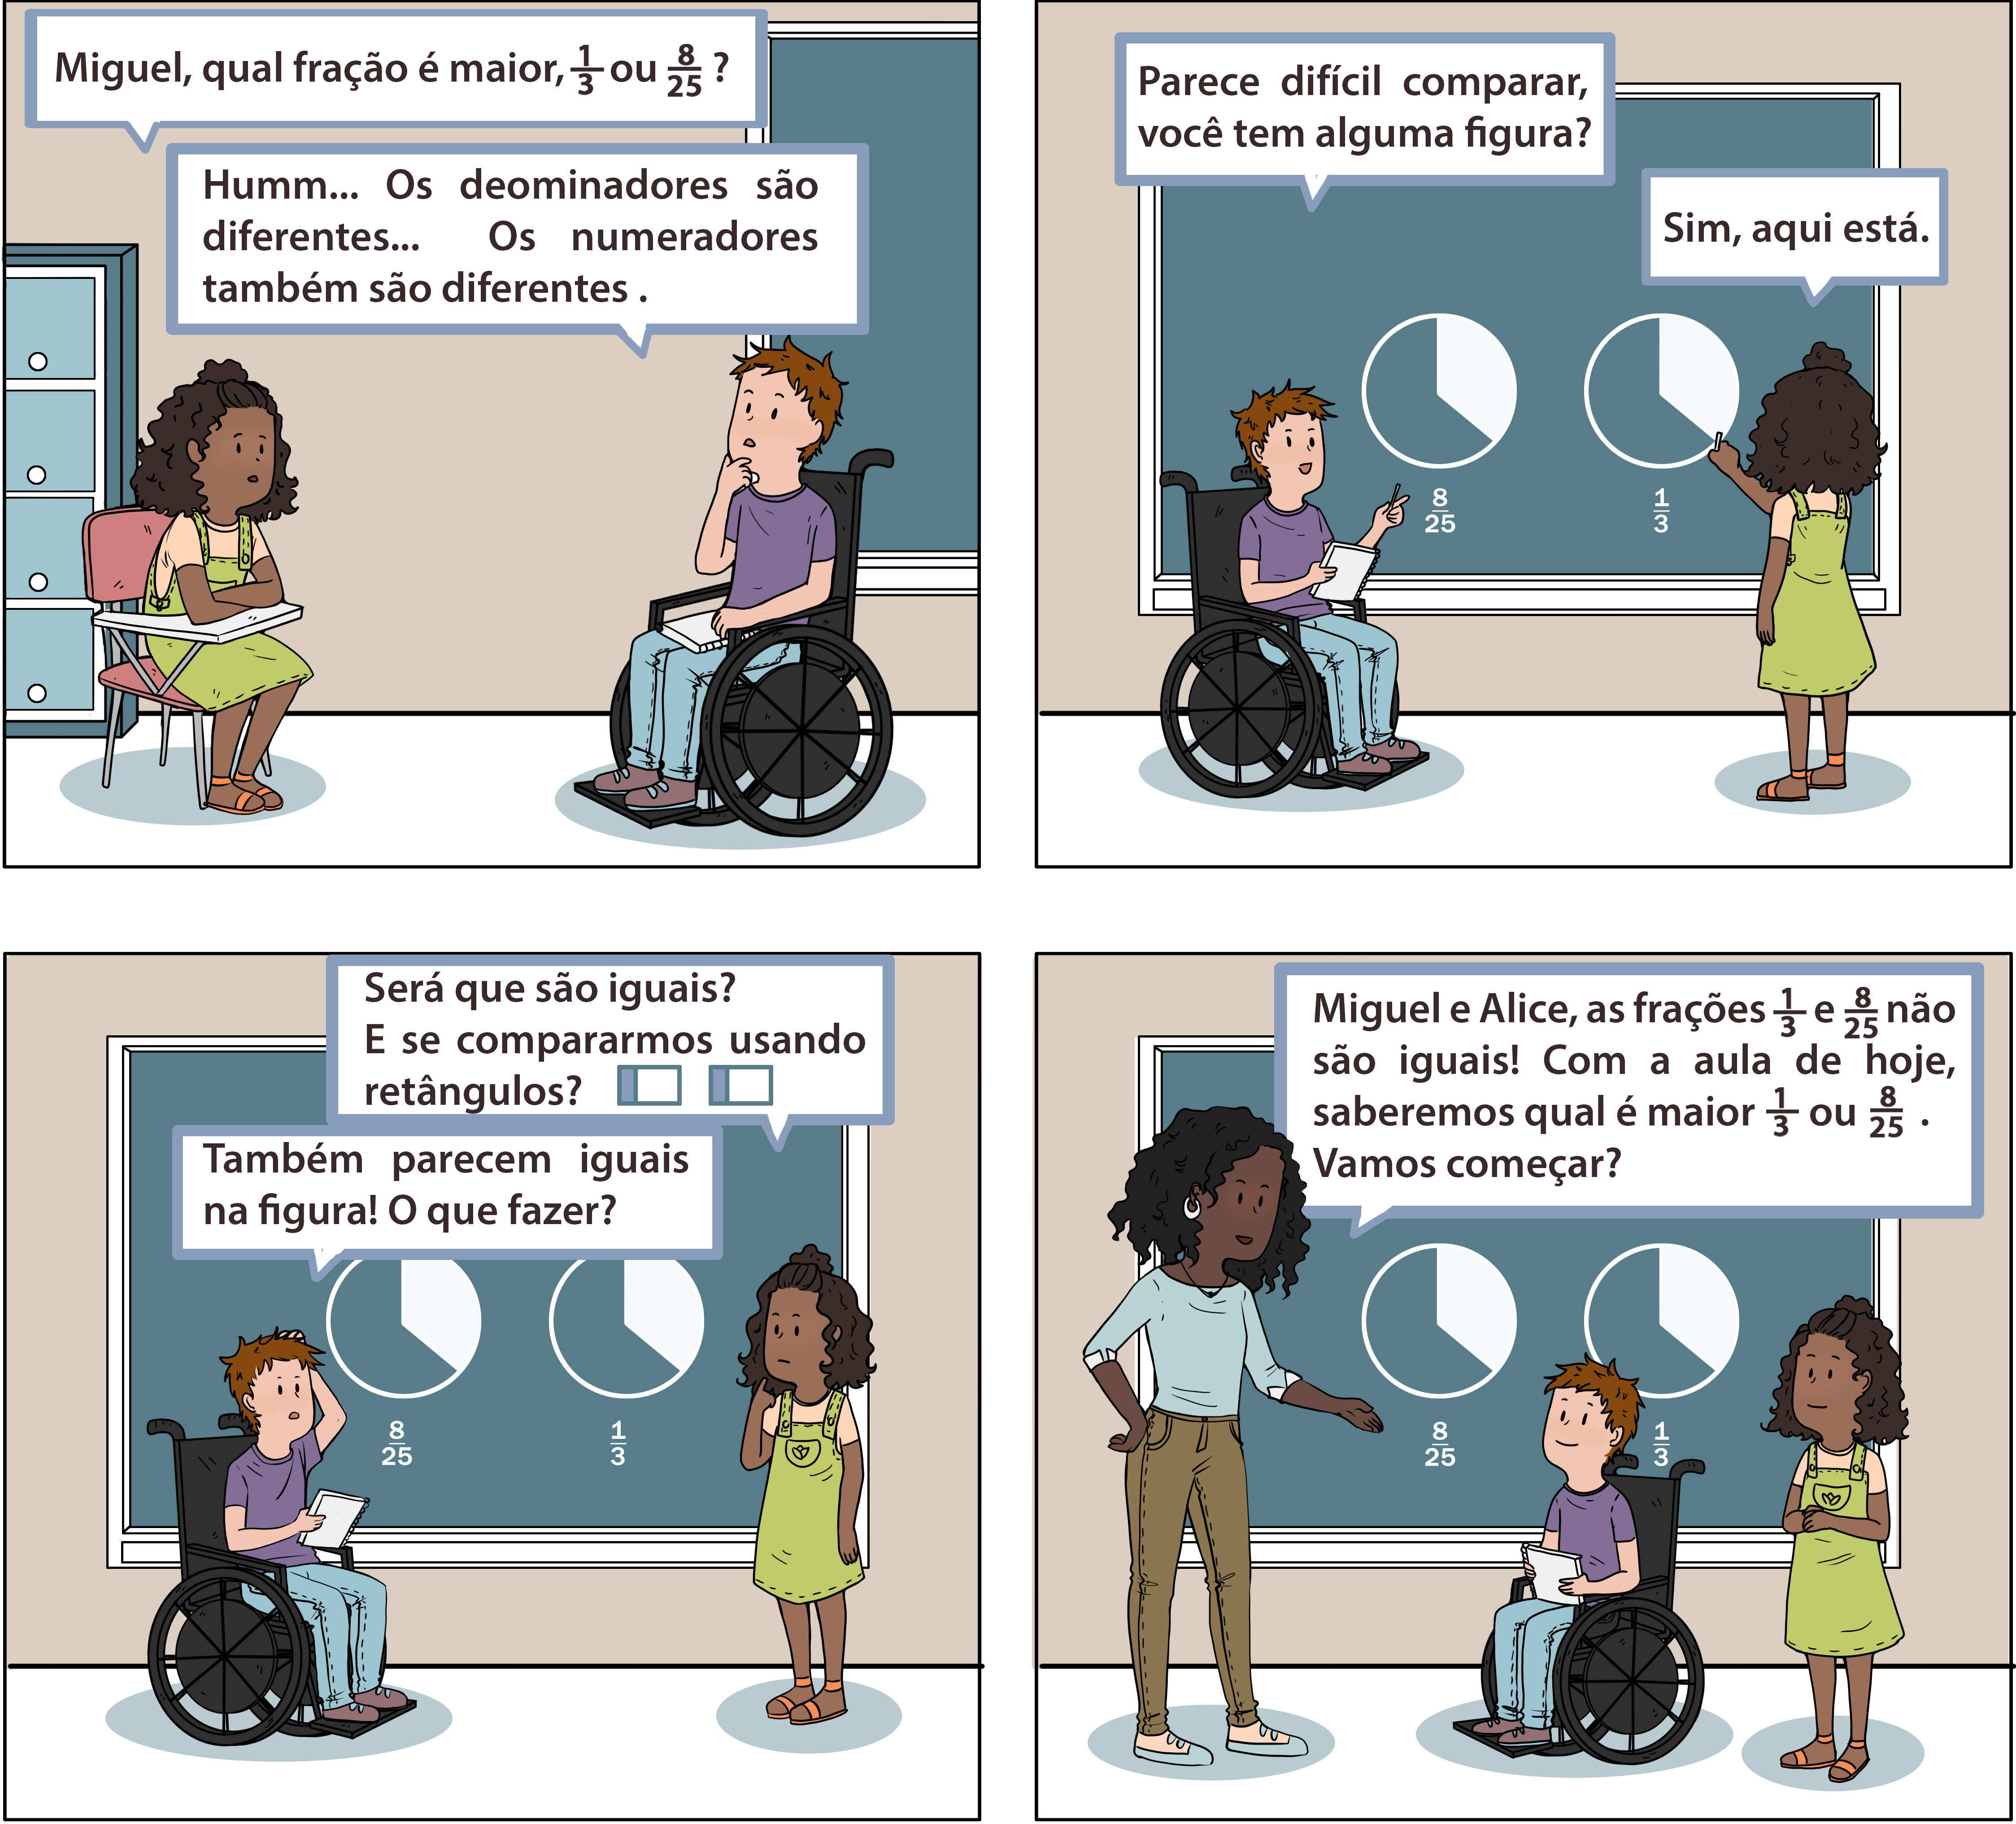 Miguel, qual fração é maior, 1/3 ou 8/25 ?
Humm... Os deominadores são
diferentes... Os numeradores
também são diferentes .
Parece difícil comparar,
você tem alguma figura?
Sim, aqui está.
8/25 1/3
Será que são iguais?
E se compararmos usando
retângulos?
Também parecem iguais
na figura! O que fazer?
8/25 1/3
Miguel e Alice, as frações 1/3 e 8/25 não
são iguais! Com a aula de hoje,
saberemos qual é maior 1/3 ou 8/25 .
Vamos começar?
8/25 1/3